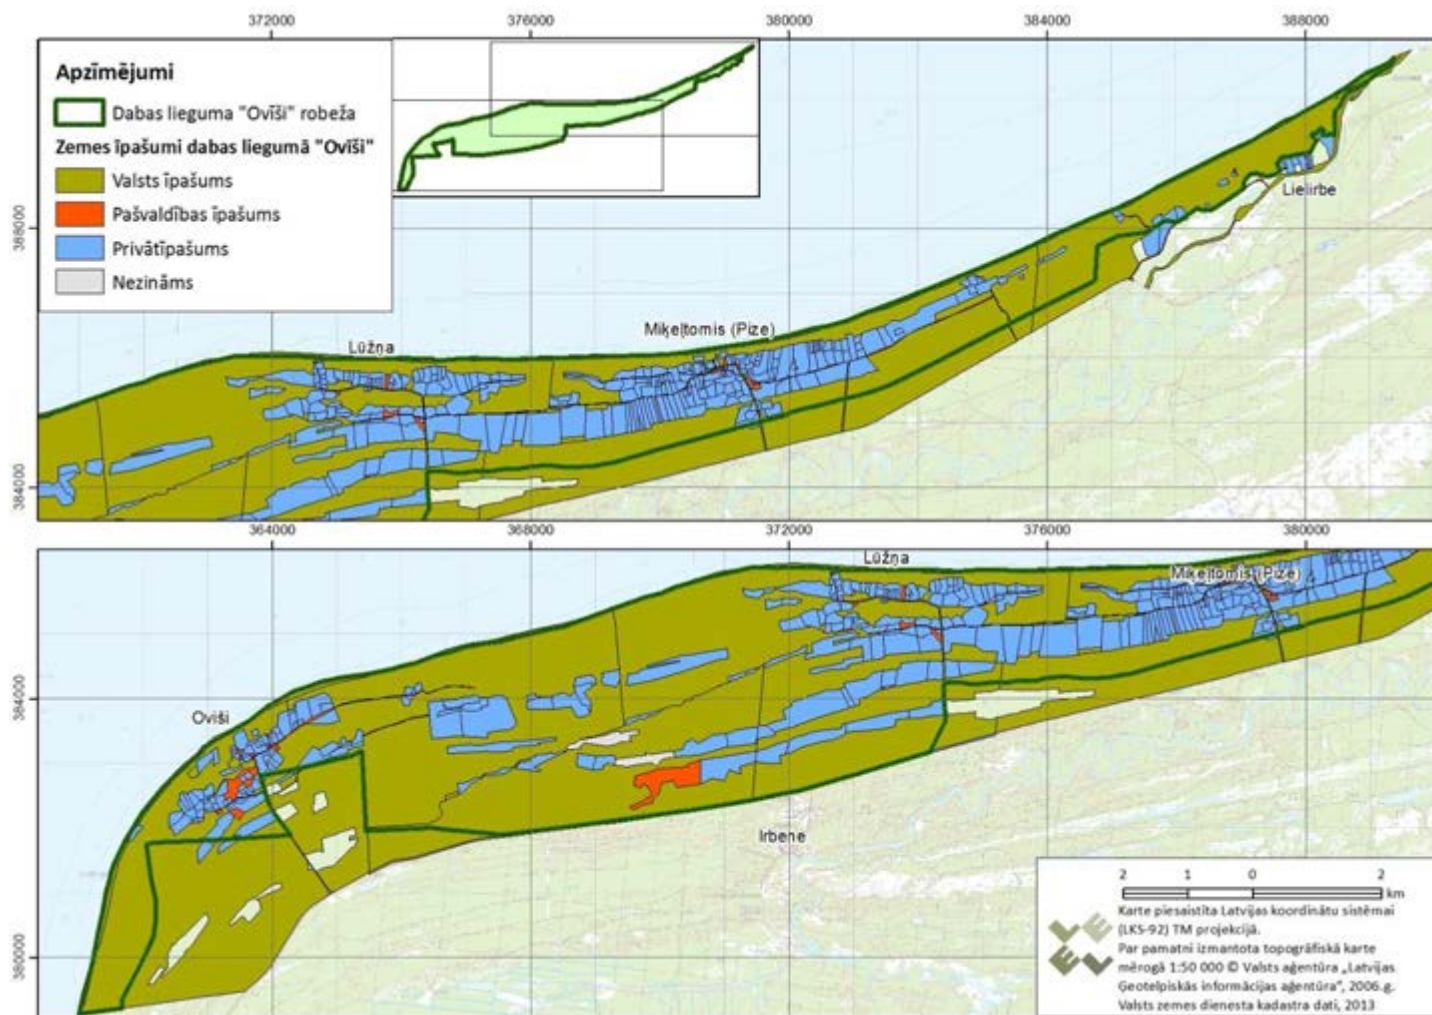 372000 376000 380000 384000 388000
Apzīmējumi
Dabas lieguma "Ovīši" robeža
Zemes īpašumi dabas liegumā "Ovīši"
Valsts īpašums
Pašvaldības īpašums
Privātīpašums
Nezināms
388000
384000
Lielirbe
Miķeļtornis (Pize)
Lūžņa
364000 368000 372000 376000 380000
Lūžņa
Miķeļtornis (Pize)
384000
Oviši
Irbene
380000
2 1 0 2
km
Karte piesaistīta Latvijas koordinātu sistēmai
(LKS-92) TM projekcijā.
Par pamatni izmantota topogrāfiskā karte
mērogā 1:50 000 © Valsts aģentūra „Latvijas
Ģeotelpiskās informācijas aģentūra", 2006.g.
Valsts zemes dienesta kadastra dati, 2013